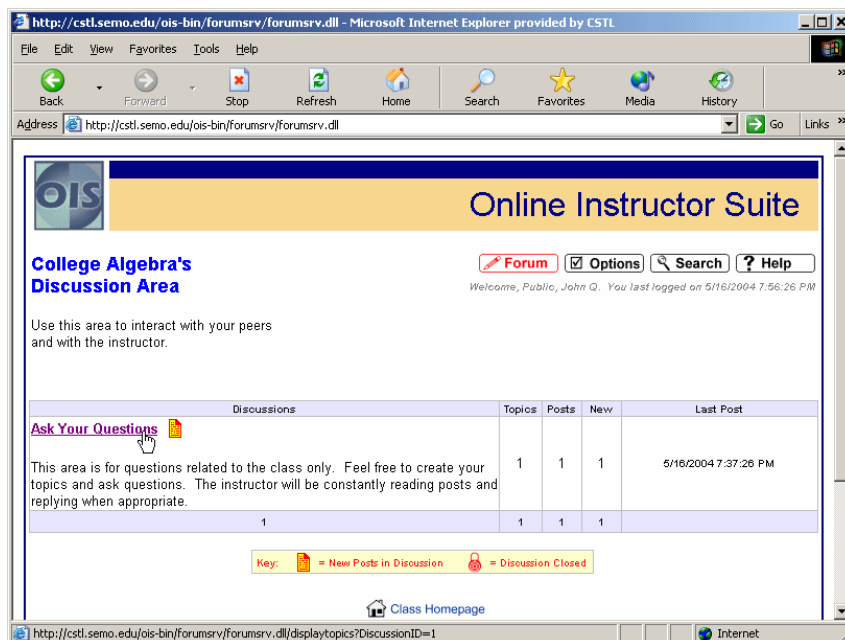 http://cstl.semo.edu/ois-bin/forumsrv/forumsrv.dll - Microsoft Internet Explorer provided by CSTL
File Edit View Favorites Tools Help
Back Forward Stop Refresh Home Search Favorites Media History »
Address http://cstl.semo.edu/ois-bin/forumsrv/forumsrv.dll Go Links »
OIS
Online Instructor Suite
College Algebra's
Discussion Area
Forum Options Search ? Help
Welcome, Public, John Q. You last logged on 5/16/2004 7:56:26 PM
Use this area to interact with your peers
and with the instructor.
Discussions Topics Posts New Last Post
Ask Your Questions
This area is for questions related to the class only. Feel free to create your
topics and ask questions. The instructor will be constantly reading posts and
replying when appropriate.
1 1 1 5/16/2004 7:37:26 PM
1 1 1 1
Key: = New Posts in Discussion = Discussion Closed
Class Homepage
http://cstl.semo.edu/ois-bin/forumsrv/forumsrv.dll/displaytopics?DiscussionID=1 Internet